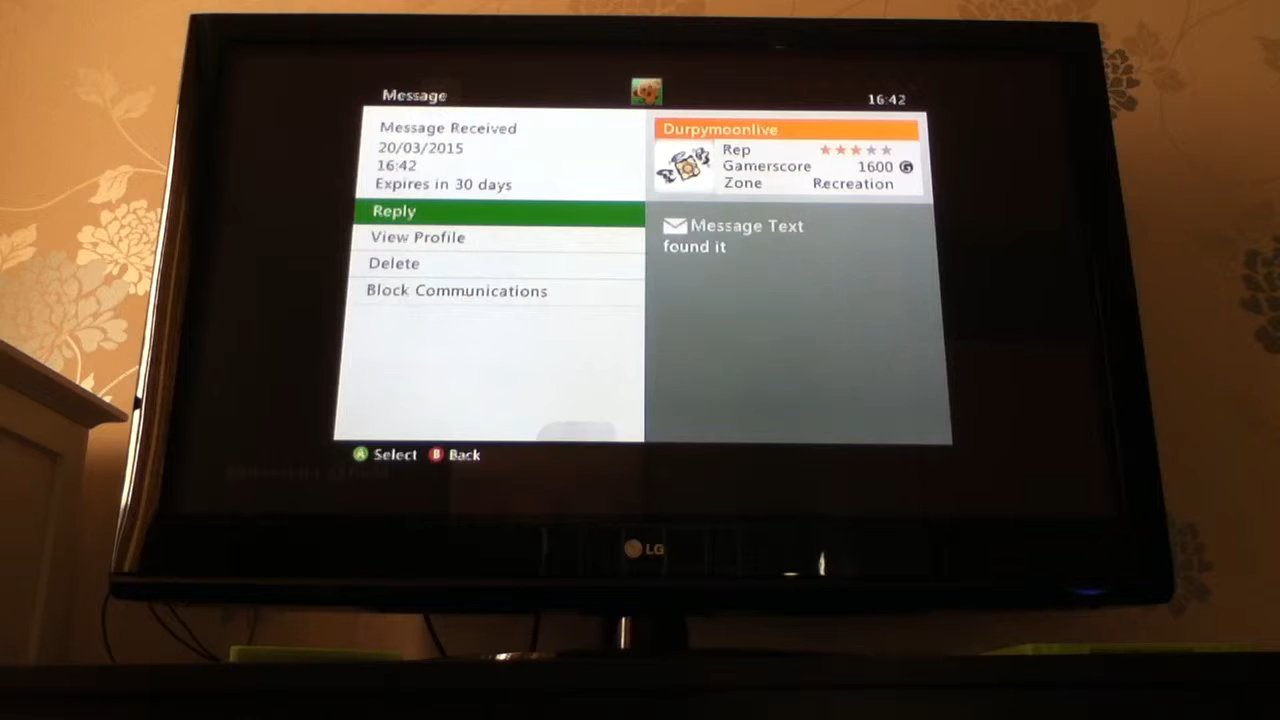 Message
16:42
Message Received
20/03/2015
16:42
Expires in 30 days
Reply
View Profile
Delete
Block Communications
Durpymoonlive
Rep
Gamerscore 1600 G
Zone Recreation
Message Text
found it
A Select B Back
LG